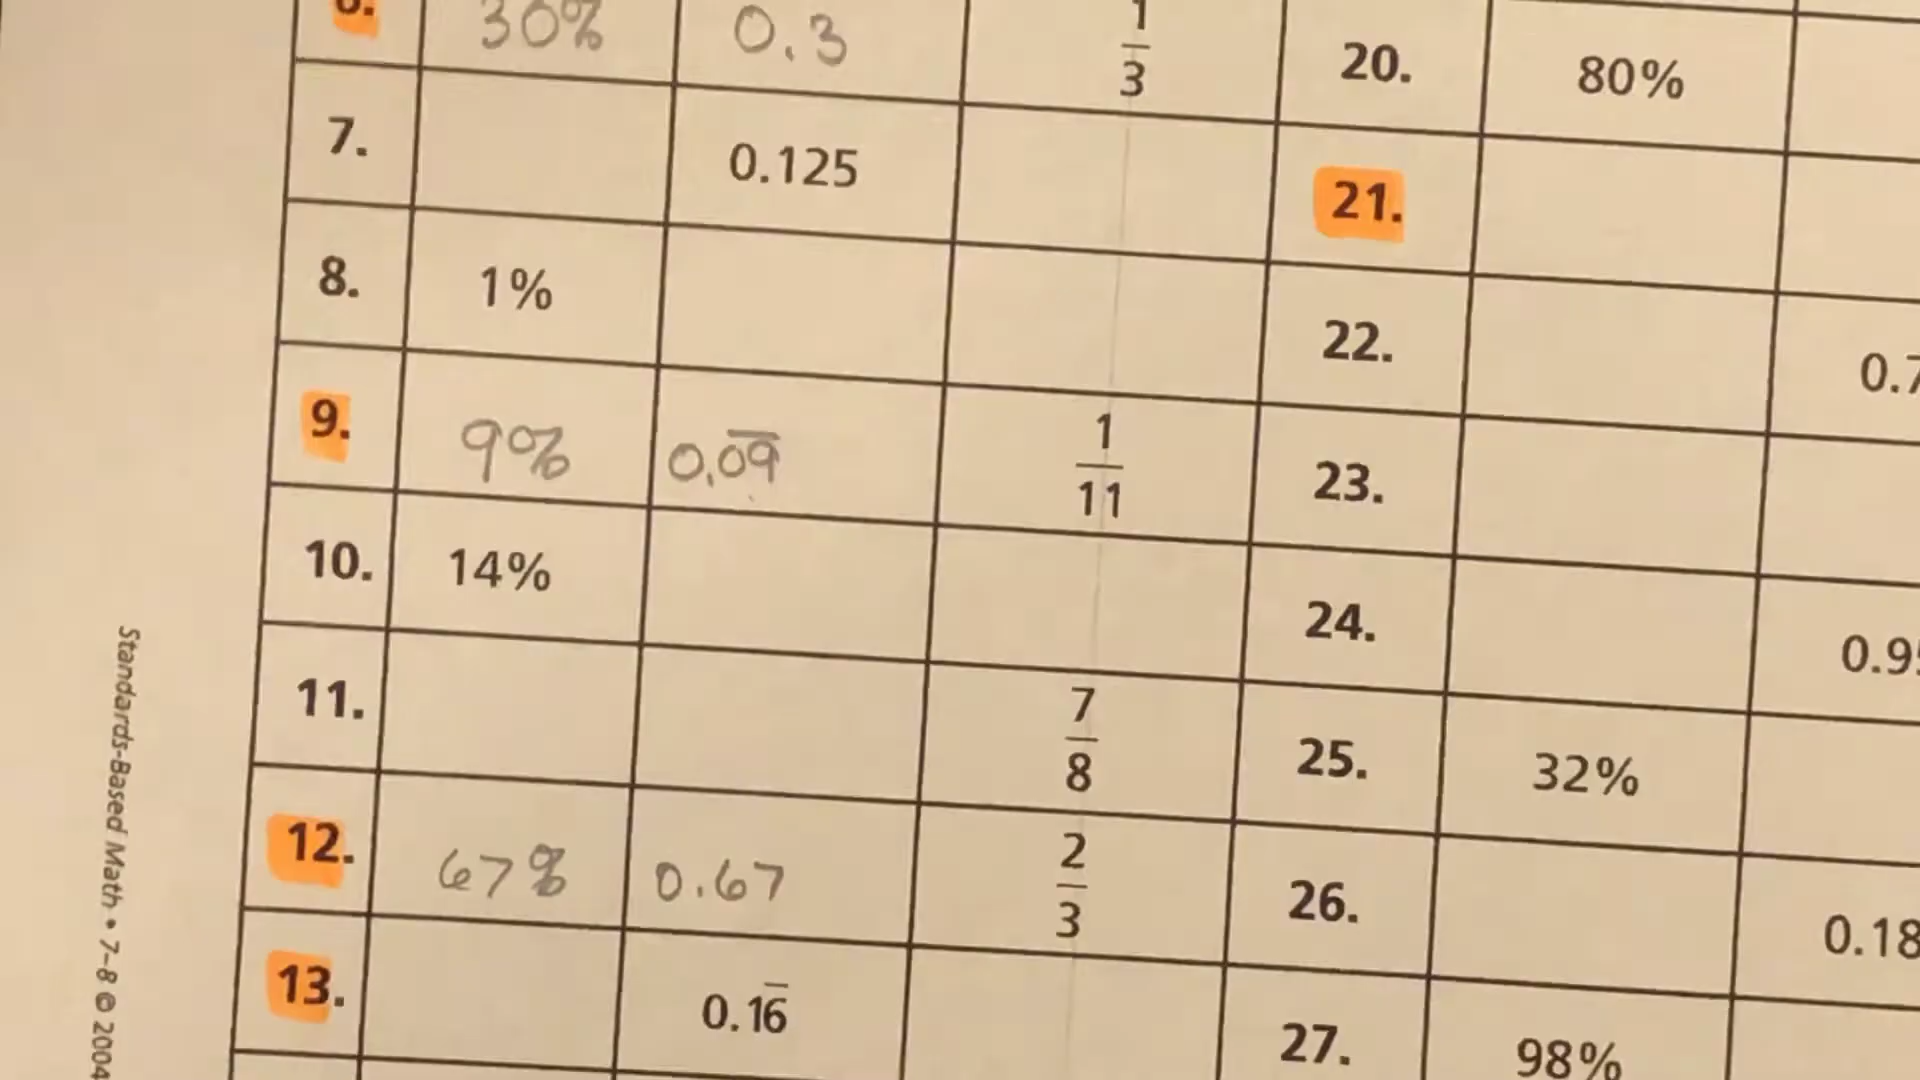 6. 30% 0.3 1/3 20. 80%
7. 0.125 21.
8. 1% 22. 0.7
9. 9% 0.0̅9̅ 1/11 23.
10. 14% 24. 0.95
11. 7/8 25. 32%
12. 67% 0.67 2/3 26. 0.18
13. 0.16̅ 27. 98%
Standards-Based Math • 7–8 © 2004